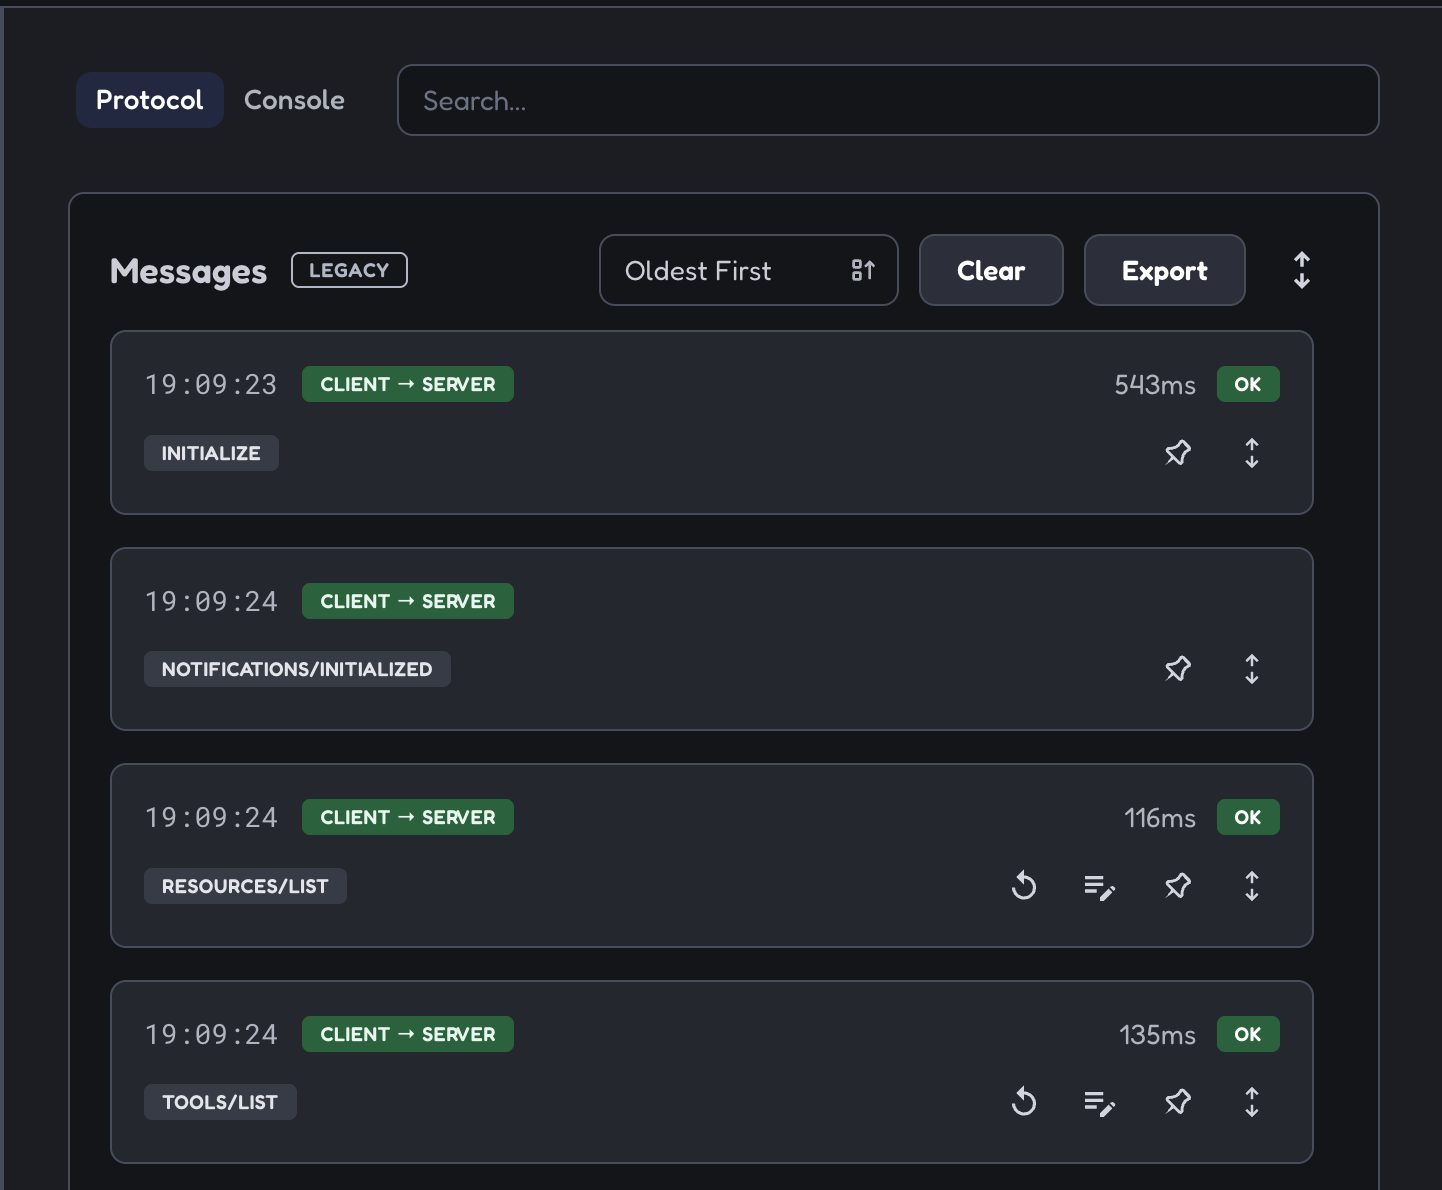 Protocol Console Search...
Messages LEGACY Oldest First Clear Export
19:09:23 CLIENT → SERVER 543ms OK
INITIALIZE
19:09:24 CLIENT → SERVER
NOTIFICATIONS/INITIALIZED
19:09:24 CLIENT → SERVER 116ms OK
RESOURCES/LIST
19:09:24 CLIENT → SERVER 135ms OK
TOOLS/LIST